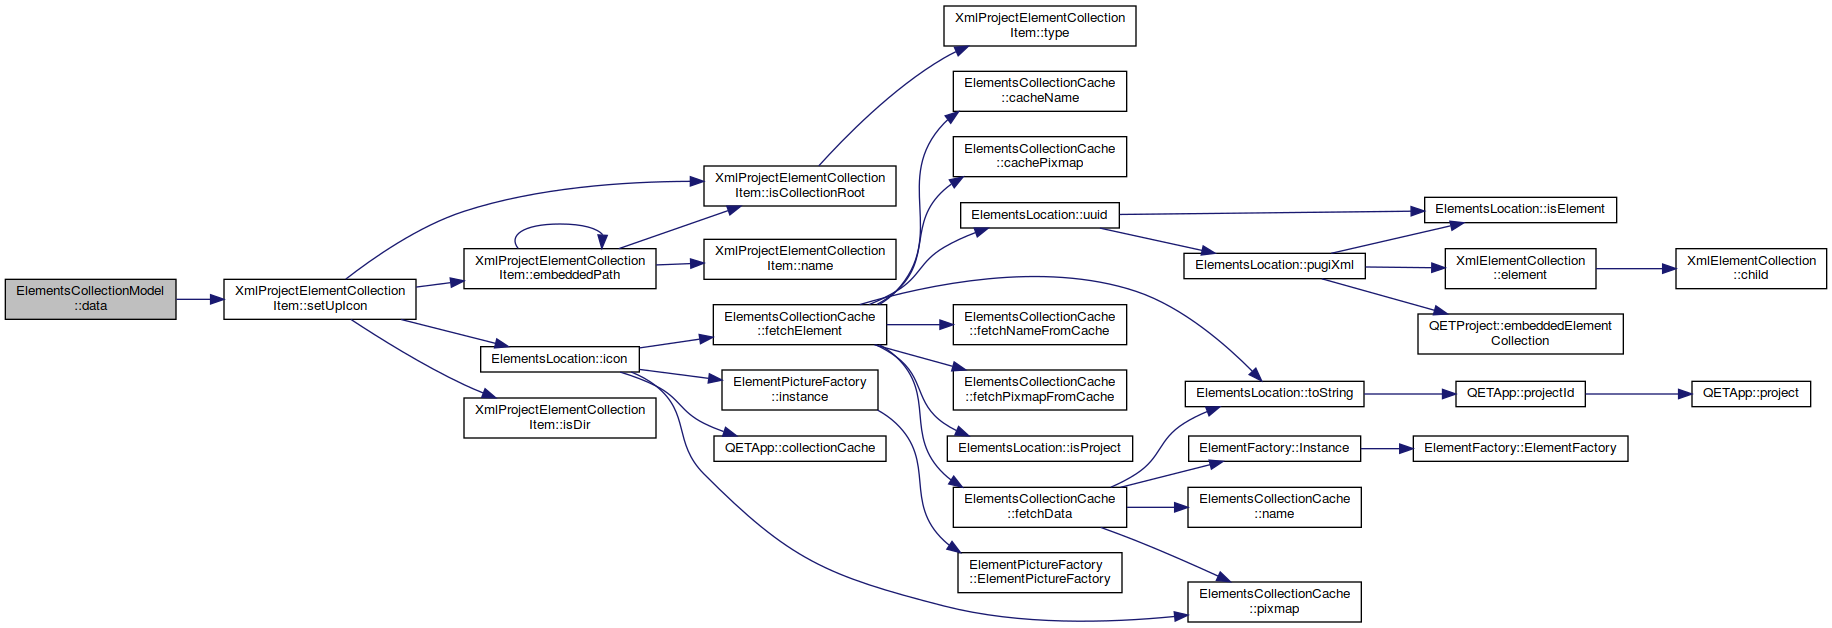 ElementsCollectionModel
::data
XmlProjectElementCollection
Item::setUpIcon
XmlProjectElementCollection
Item::embeddedPath
ElementsLocation::icon
XmlProjectElementCollection
Item::isDir
XmlProjectElementCollection
Item::isCollectionRoot
XmlProjectElementCollection
Item::name
ElementsCollectionCache
::fetchElement
ElementPictureFactory
::instance
QETApp::collectionCache
XmlProjectElementCollection
Item::type
ElementsCollectionCache
::cacheName
ElementsCollectionCache
::cachePixmap
ElementsLocation::uuid
ElementsCollectionCache
::fetchNameFromCache
ElementsCollectionCache
::fetchPixmapFromCache
ElementsLocation::isProject
ElementsCollectionCache
::fetchData
ElementPictureFactory
::ElementPictureFactory
ElementsLocation::pugiXml
ElementsLocation::toString
ElementFactory::Instance
ElementsCollectionCache
::name
ElementsCollectionCache
::pixmap
ElementsLocation::isElement
XmlElementCollection
::element
QETProject::embeddedElement
Collection
QETApp::projectId
ElementFactory::ElementFactory
XmlElementCollection
::child
QETApp::project